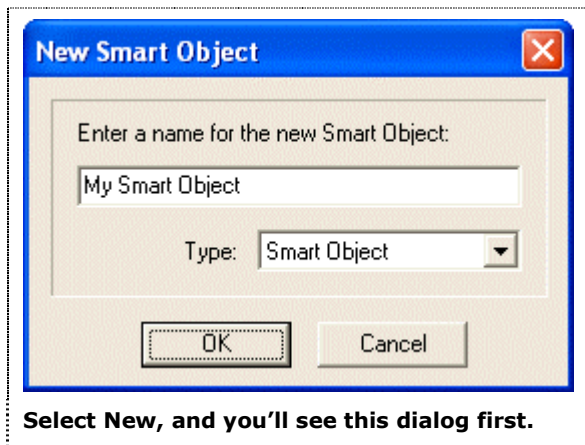 New Smart Object
Enter a name for the new Smart Object:
My Smart Object
Type: Smart Object
OK Cancel
Select New, and you’ll see this dialog first.